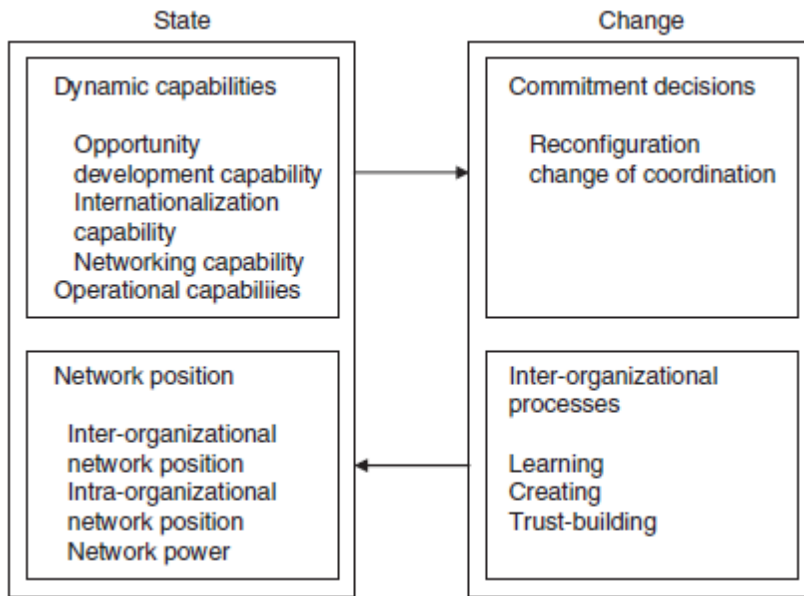 State
Change
Dynamic capabilities
Opportunity
development capability
Internationalization
capability
Networking capability
Operational capabiliies
Commitment decisions
Reconfiguration
change of coordination
Network position
Inter-organizational
network position
Intra-organizational
network position
Network power
Inter-organizational
processes
Learning
Creating
Trust-building